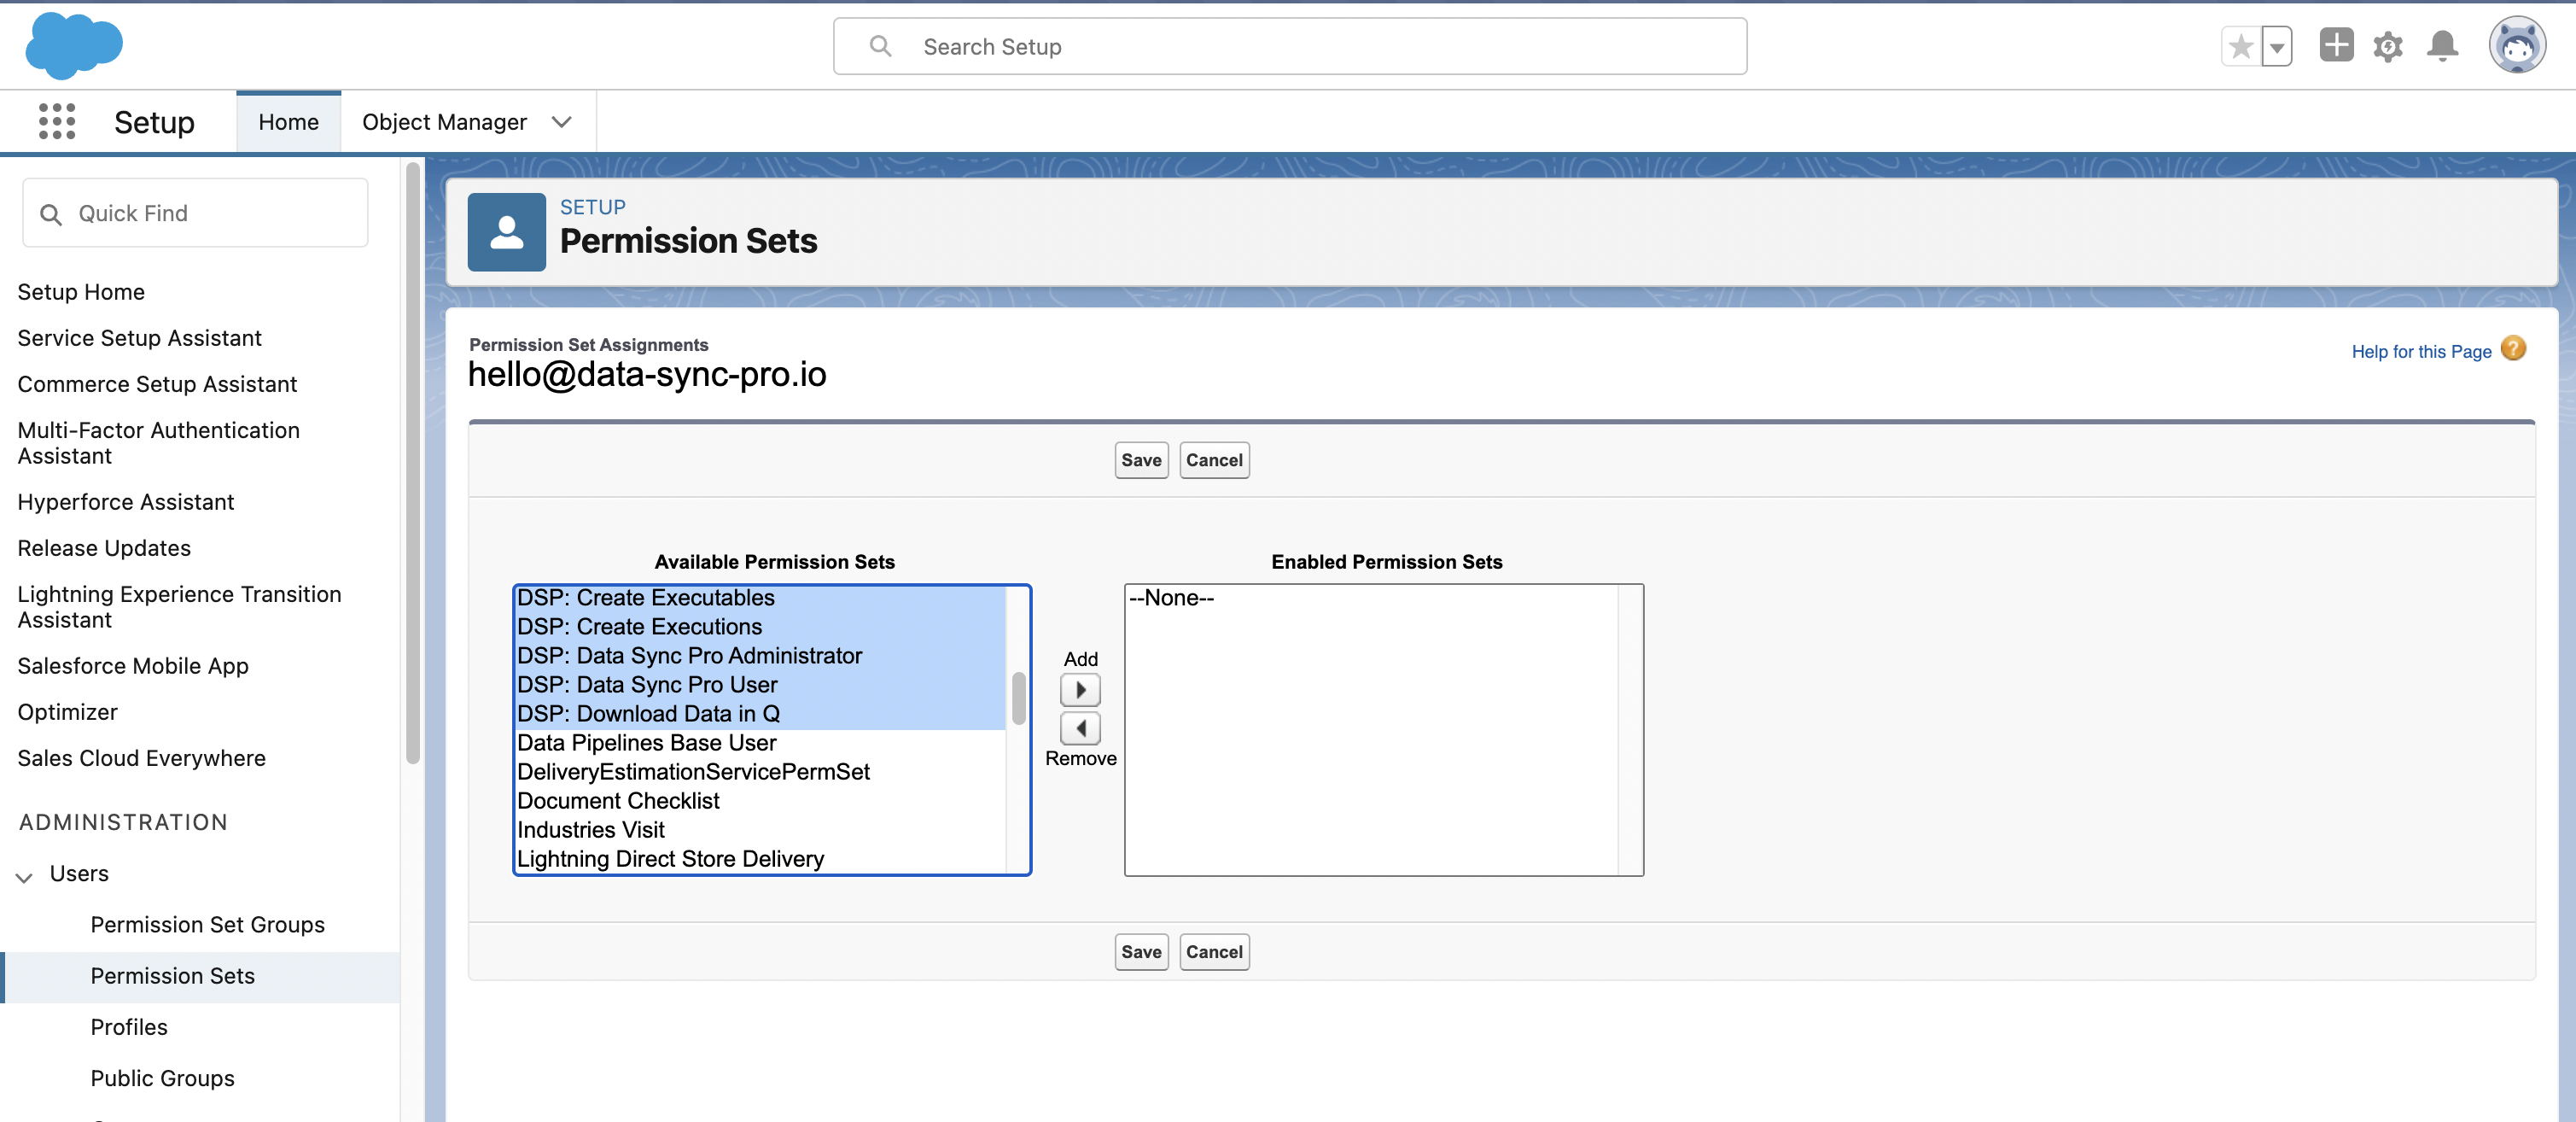 Search Setup
Setup
Home
Object Manager
Quick Find
Setup Home
Service Setup Assistant
Commerce Setup Assistant
Multi-Factor Authentication
Assistant
Hyperforce Assistant
Release Updates
Lightning Experience Transition
Assistant
Salesforce Mobile App
Optimizer
Sales Cloud Everywhere
ADMINISTRATION
Users
Permission Set Groups
Permission Sets
Profiles
Public Groups
SETUP
Permission Sets
Permission Set Assignments
hello@data-sync-pro.io
Help for this Page ?
Save Cancel
Available Permission Sets
DSP: Create Executables
DSP: Create Executions
DSP: Data Sync Pro Administrator
DSP: Data Sync Pro User
DSP: Download Data in Q
Data Pipelines Base User
DeliveryEstimationServicePermSet
Document Checklist
Industries Visit
Lightning Direct Store Delivery
Add
Remove
Enabled Permission Sets
--None--
Save Cancel